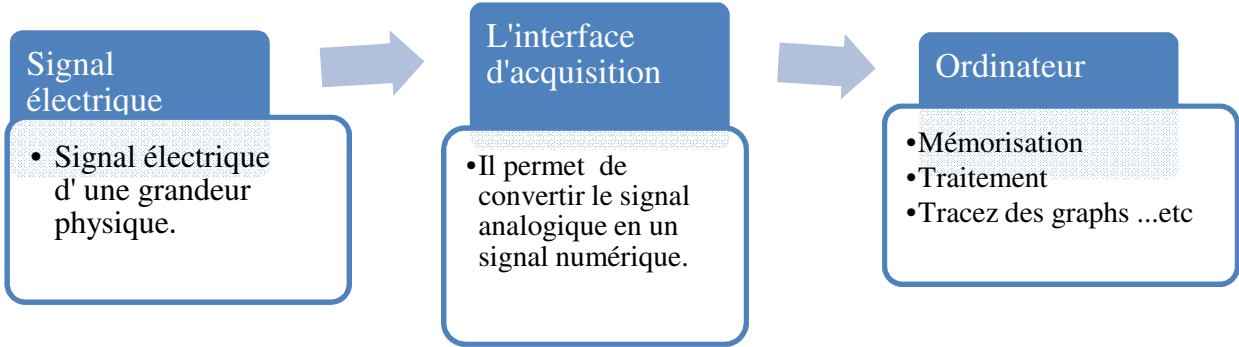 Signal
électrique
• Signal électrique
d' une grandeur
physique.
L'interface
d'acquisition
•Il permet de
convertir le signal
analogique en un
signal numérique.
Ordinateur
•Mémorisation
•Traitement
•Tracez des graphs ...etc